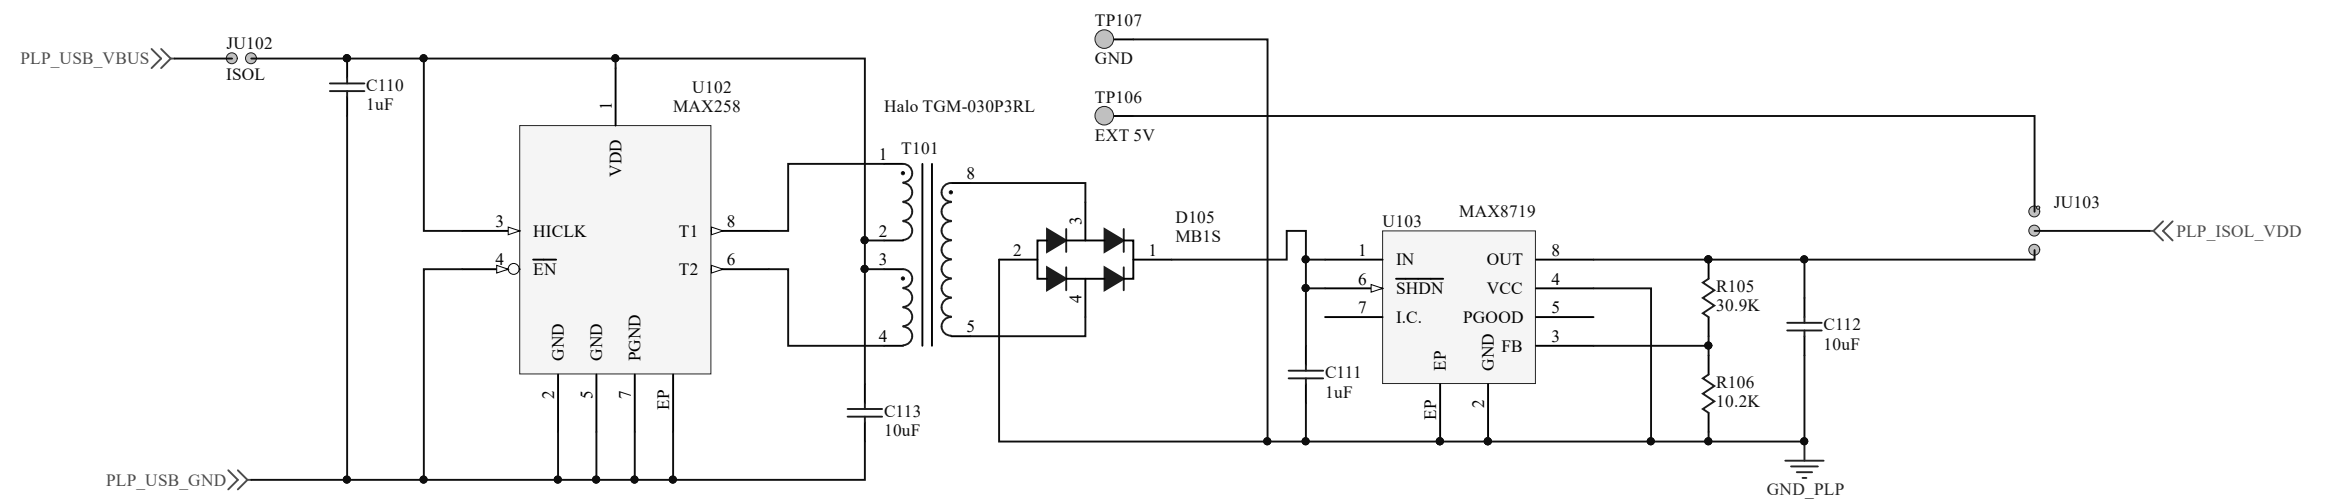 TP107
GND
JU102
PLP_USB_VBUS
ISOL
C110
1uF
U102
MAX258
1
VDD
Halo TGM-030P3RL
TP106
EXT 5V
T101
1
8
3
HICLK
T1
8
4
EN
T2
6
2
3
4
5
GND
GND
PGND
2
5
7
EP
C113
10uF
PLP_USB_GND
3
2
1
4
D105
MB1S
U103
MAX8719
1
IN
OUT
8
6
SHDN
VCC
4
7
I.C.
PGOOD
5
FB
3
EP
GND
EP
2
C111
1uF
R105
30.9K
R106
10.2K
C112
10uF
JU103
PLP_ISOL_VDD
GND_PLP